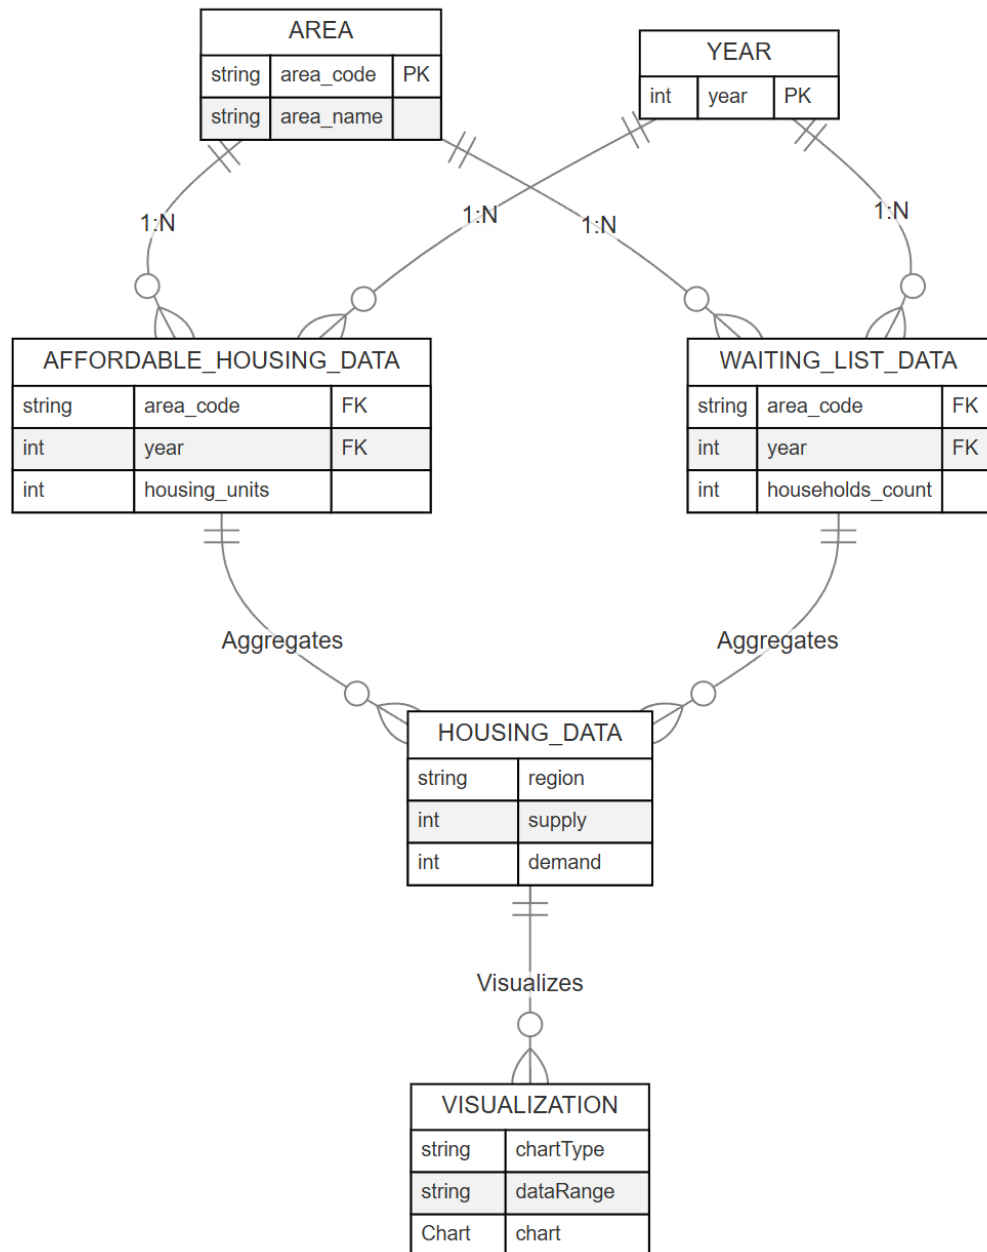 AREA
string area_code PK
string area_name
YEAR
int year PK
1:N
1:N
1:N
1:N
AFFORDABLE_HOUSING_DATA
string area_code FK
int year FK
int housing_units
WAITING_LIST_DATA
string area_code FK
int year FK
int households_count
Aggregates
Aggregates
HOUSING_DATA
string region
int supply
int demand
Visualizes
VISUALIZATION
string chartType
string dataRange
Chart chart